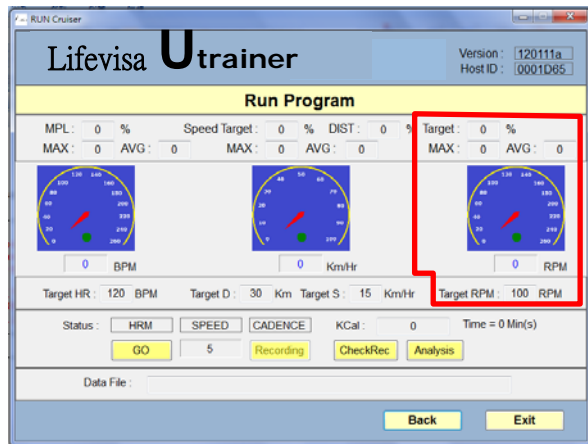 RUN Cruiser
Lifevisa Utrainer
Version : 120111a
Host ID : 0001D65
Run Program
MPL : 0 % Speed Target : 0 % DIST : 0 % Target : 0 %
MAX : 0 AVG : 0 MAX : 0 AVG : 0 MAX : 0 AVG : 0
0 BPM 0 Km/Hr 0 RPM
Target HR : 120 BPM Target D : 30 Km Target S : 15 Km/Hr Target RPM : 100 RPM
Status : HRM SPEED CADENCE KCal : 0 Time = 0 Min(s)
GO 5 Recording CheckRec Analysis
Data File :
Back Exit